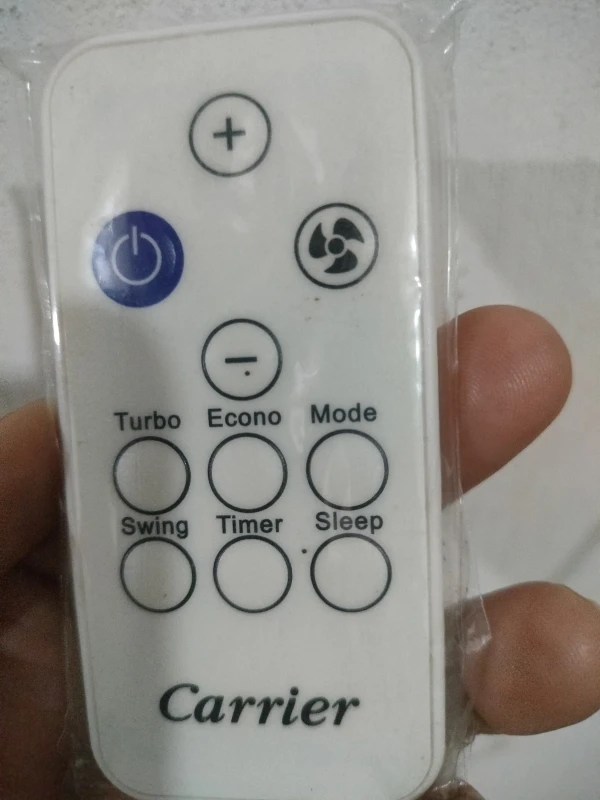 +
−
Turbo Econo Mode
Swing Timer Sleep
Carrier